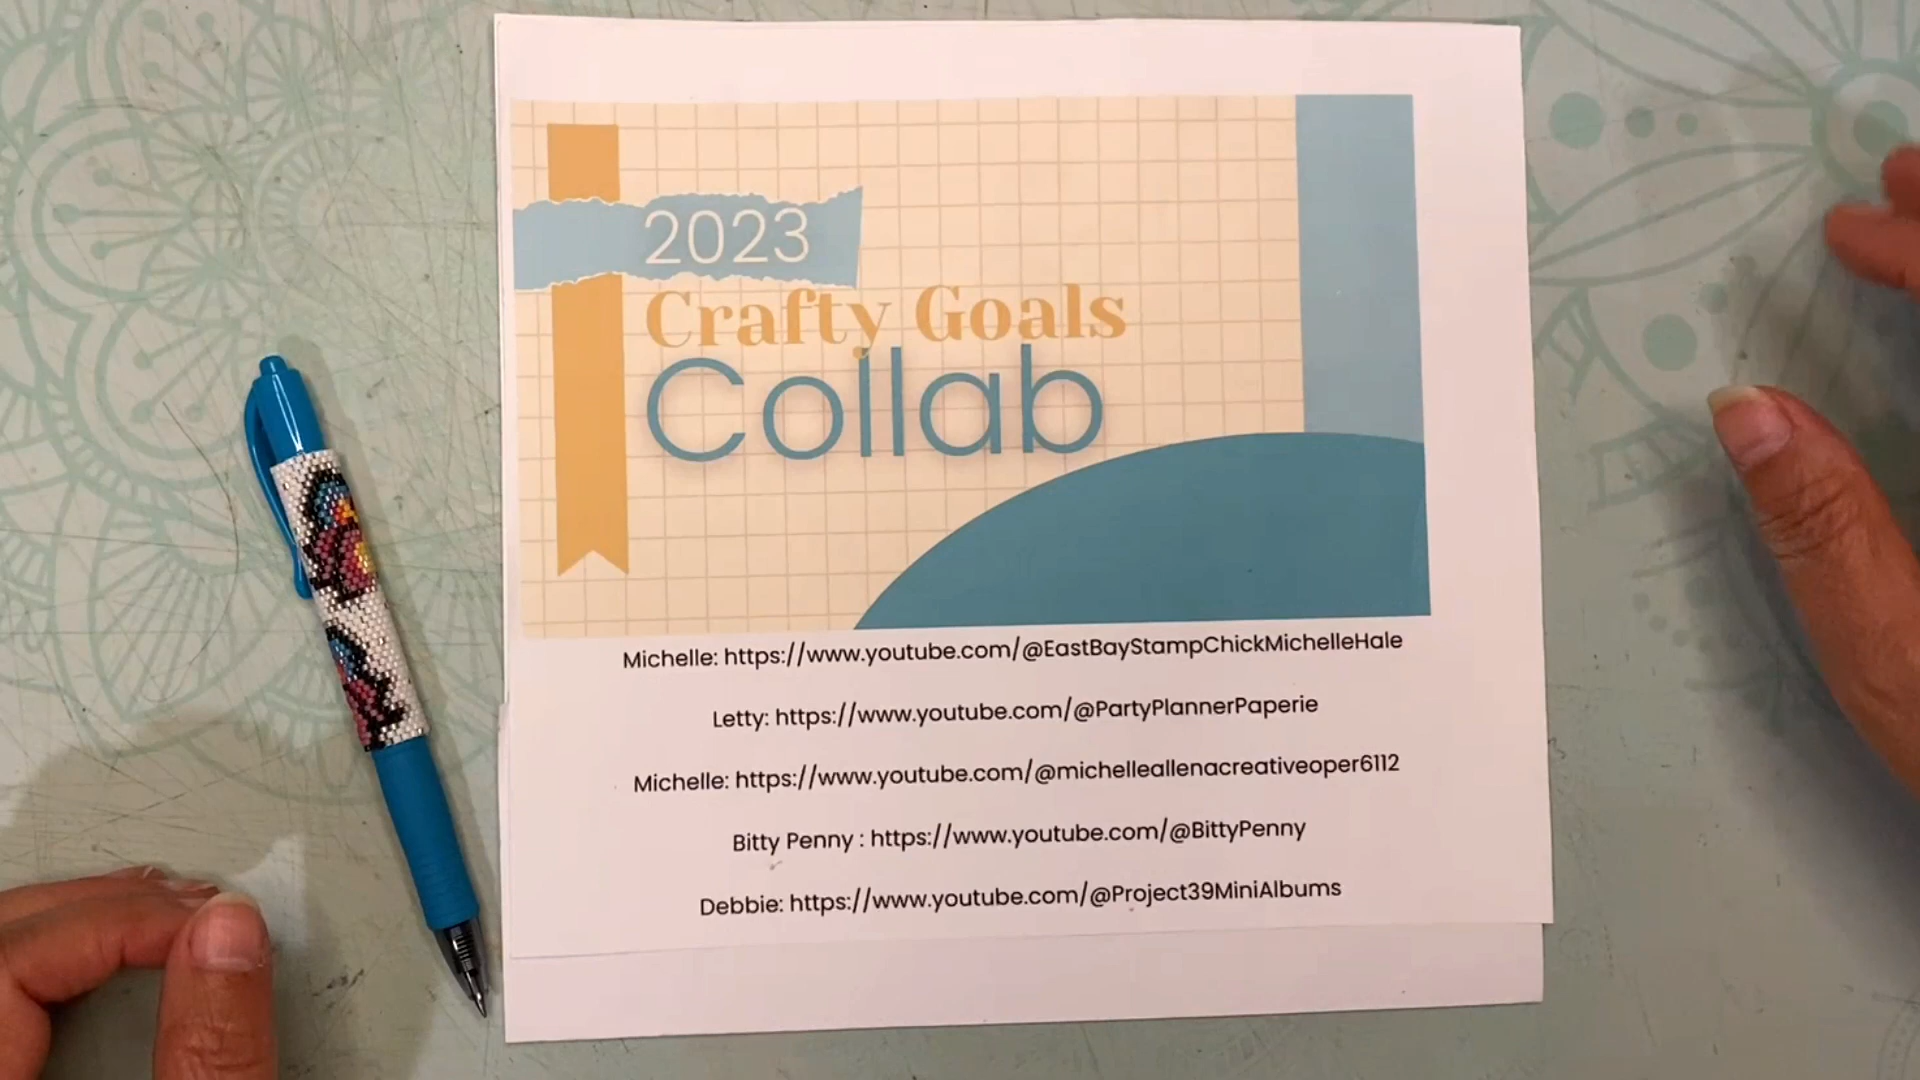 2023
Crafty Goals
Collab
Michelle: https://www.youtube.com/@EastBayStampChickMichelleHale
Letty: https://www.youtube.com/@PartyPlannerPaperie
Michelle: https://www.youtube.com/@michelleallenacreativeoper6112
Bitty Penny : https://www.youtube.com/@BittyPenny
Debbie: https://www.youtube.com/@Project39MiniAlbums